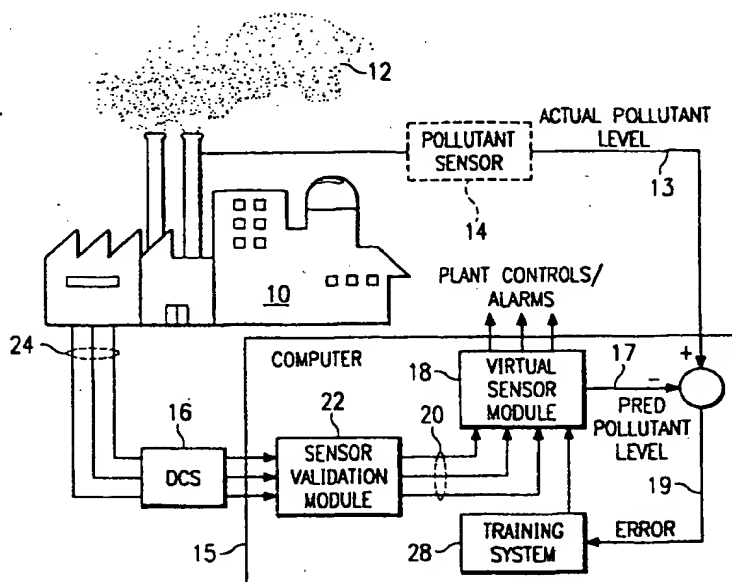 12
POLLUTANT
SENSOR
14
ACTUAL POLLUTANT
LEVEL
13
10
PLANT CONTROLS/
ALARMS
24
COMPUTER
18
VIRTUAL
SENSOR
MODULE
17
+
-
PRED
POLLUTANT
LEVEL
16
DCS
22
SENSOR
VALIDATION
MODULE
20
19
15
28
TRAINING
SYSTEM
ERROR